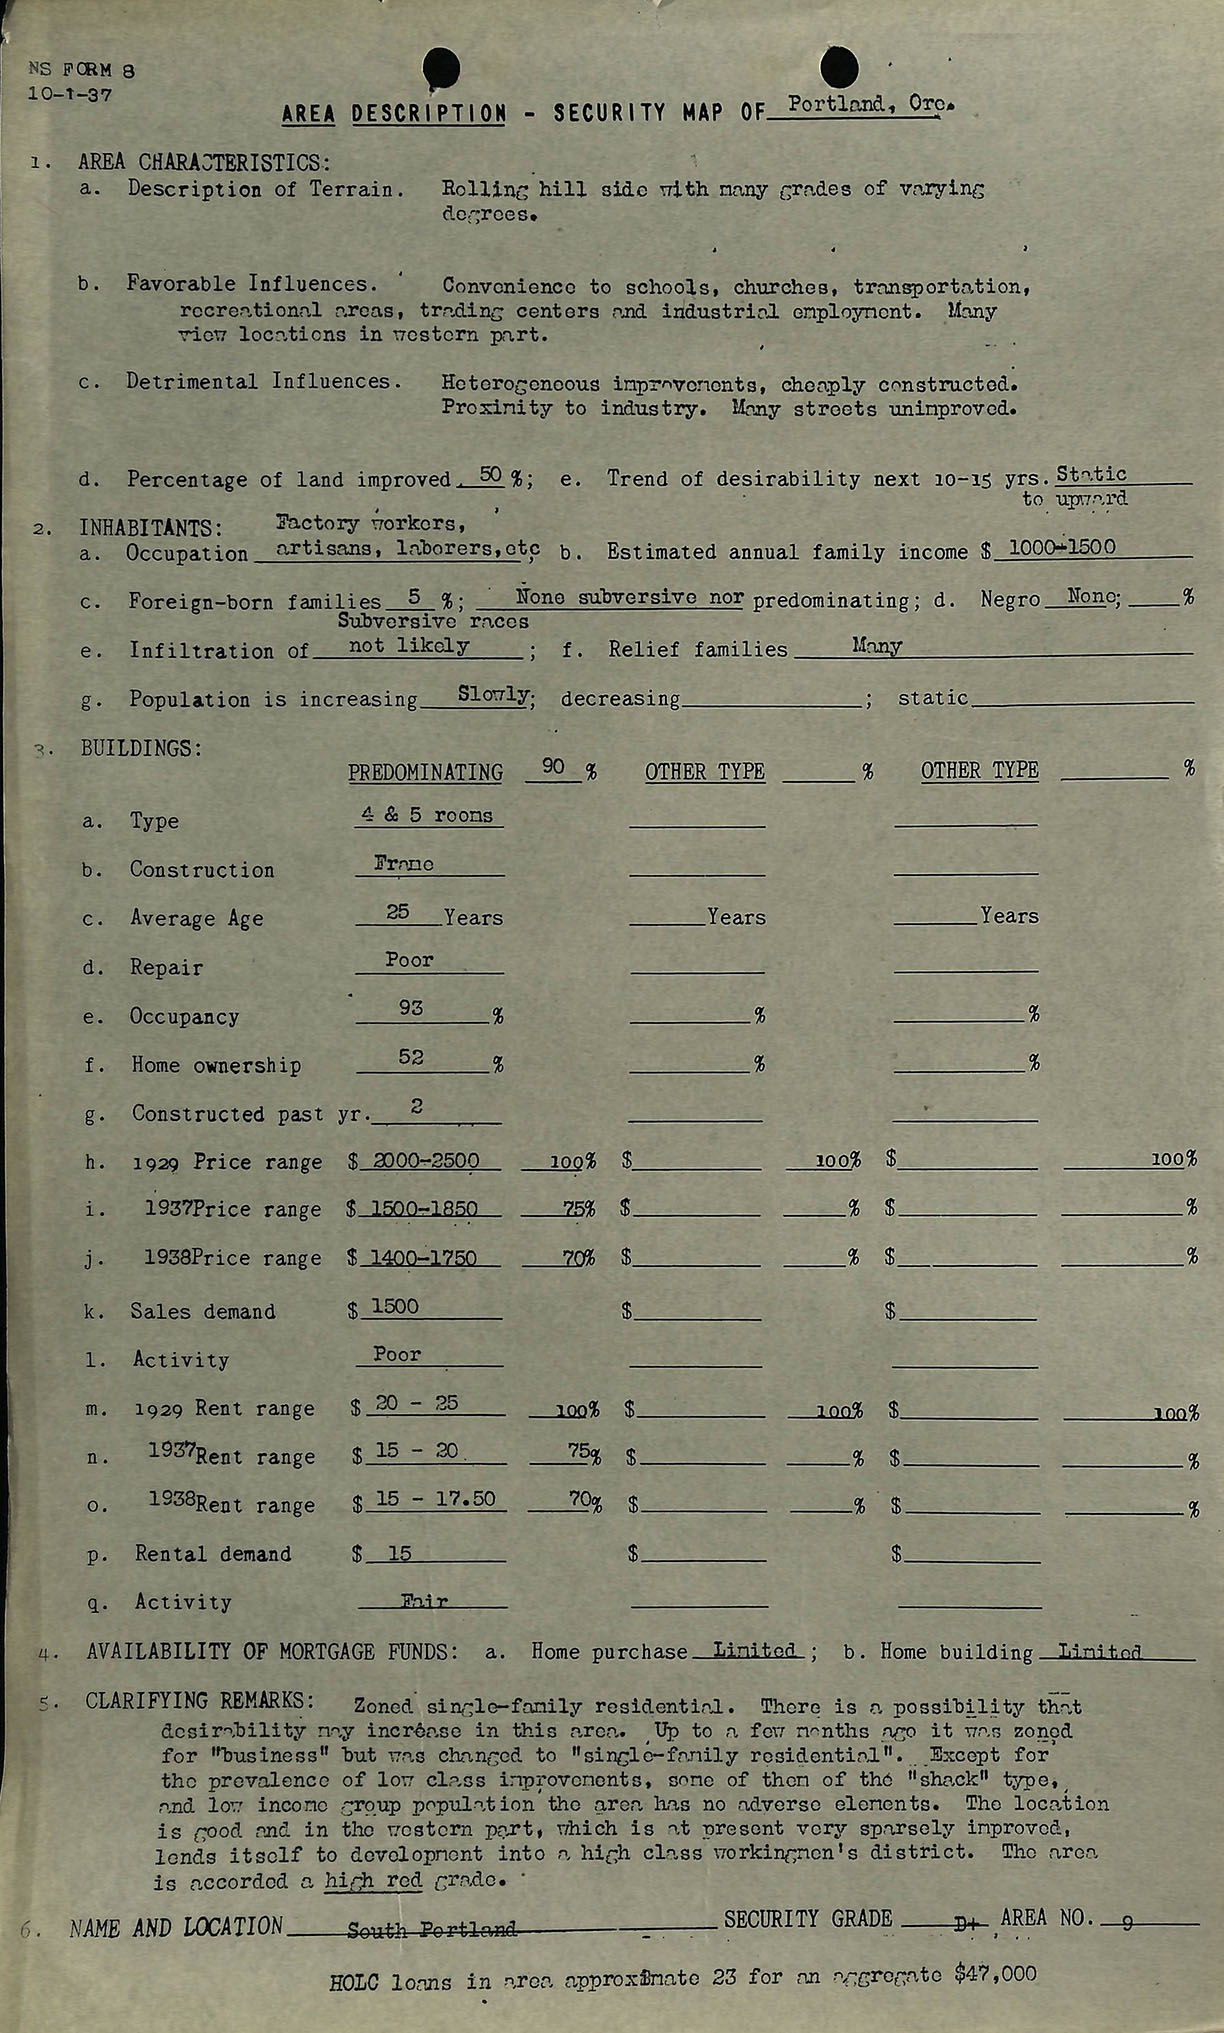 NS FORM 8
10-1-37
AREA DESCRIPTION - SECURITY MAP OF Portland, Ore.
1. AREA CHARACTERISTICS:
a. Description of Terrain. Rolling hill side with many grades of varying
degrees.
b. Favorable Influences. Convenience to schools, churches, transportation,
recreational areas, trading centers and industrial employment. Many
view locations in western part.
c. Detrimental Influences. Heterogeneous improvements, cheaply constructed.
Proximity to industry. Many streets unimproved.
d. Percentage of land improved 50 %; e. Trend of desirability next 10-15 yrs. Static
to upward
2. INHABITANTS: Factory workers,
a. Occupation artisans, laborers, etc; b. Estimated annual family income $ 1000-1500
c. Foreign-born families 5 %; None subversive nor predominating; d. Negro None; %
Subversive races
e. Infiltration of not likely ; f. Relief families Many
g. Population is increasing Slowly; decreasing ; static
3. BUILDINGS:
PREDOMINATING 90 % OTHER TYPE % OTHER TYPE %
a. Type 4 & 5 rooms
b. Construction Frame
c. Average Age 25 Years Years Years
d. Repair Poor
e. Occupancy 93 % % %
f. Home ownership 52 % % %
g. Constructed past yr. 2
h. 1929 Price range $ 2000-2500 100% $ 100% $ 100%
i. 1937Price range $ 1500-1850 75% $ % $ %
j. 1938Price range $ 1400-1750 70% $ % $ %
k. Sales demand $ 1500 $ $
l. Activity Poor
m. 1929 Rent range $ 20 - 25 100% $ 100% $ 100%
n. 1937Rent range $ 15 - 20 75% $ % $ %
o. 1938Rent range $ 15 - 17.50 70% $ % $ %
p. Rental demand $ 15 $ $
q. Activity Fair
4. AVAILABILITY OF MORTGAGE FUNDS: a. Home purchase Limited ; b. Home building Limited
5. CLARIFYING REMARKS: Zoned single-family residential. There is a possibility that
desirability may increase in this area. Up to a few months ago it was zoned
for "business" but was changed to "single-family residential". Except for
the prevalence of low class improvements, some of them of the "shack" type,
and low income group population the area has no adverse elements. The location
is good and in the western part, which is at present very sparsely improved,
lends itself to development into a high class workingmen's district. The area
is accorded a high red grade.
6. NAME AND LOCATION South Portland SECURITY GRADE D+ AREA NO. 9
HOLC loans in area approximate 23 for an aggregate $47,000